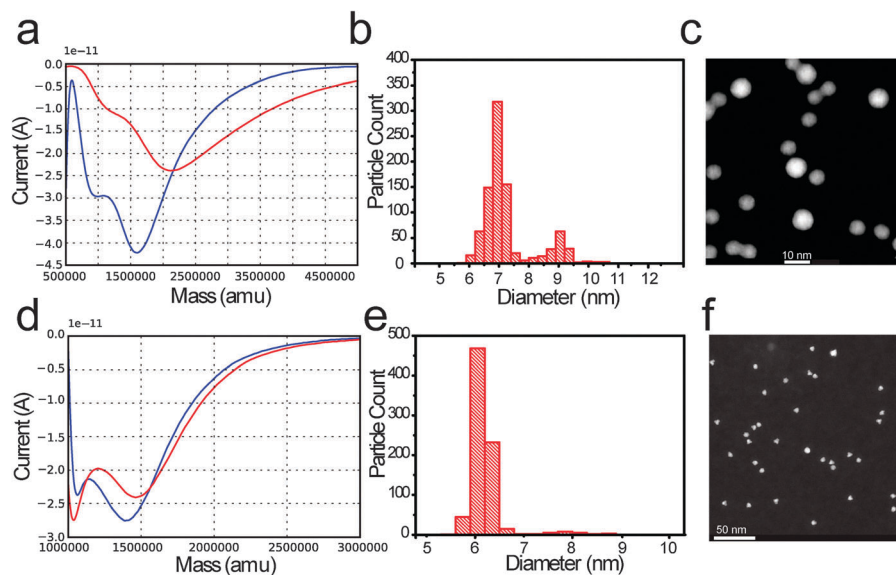 a
1e−11
0.0
−0.5
−1.0
−1.5
−2.0
−2.5
−3.0
−3.5
−4.0
−4.5
Current (A)
500000 1500000 2500000 3500000 4500000
Mass (amu)
b
400
350
300
250
200
150
100
50
0
Particle Count
5 6 7 8 9 10 11 12
Diameter (nm)
c
10 nm
d
1e−11
0.0
−0.5
−1.0
−1.5
−2.0
−2.5
−3.0
Current (A)
1000000 1500000 2000000 2500000 3000000
Mass (amu)
e
500
400
300
200
100
0
Particle Count
5 6 7 8 9 10
Diameter (nm)
f
50 nm